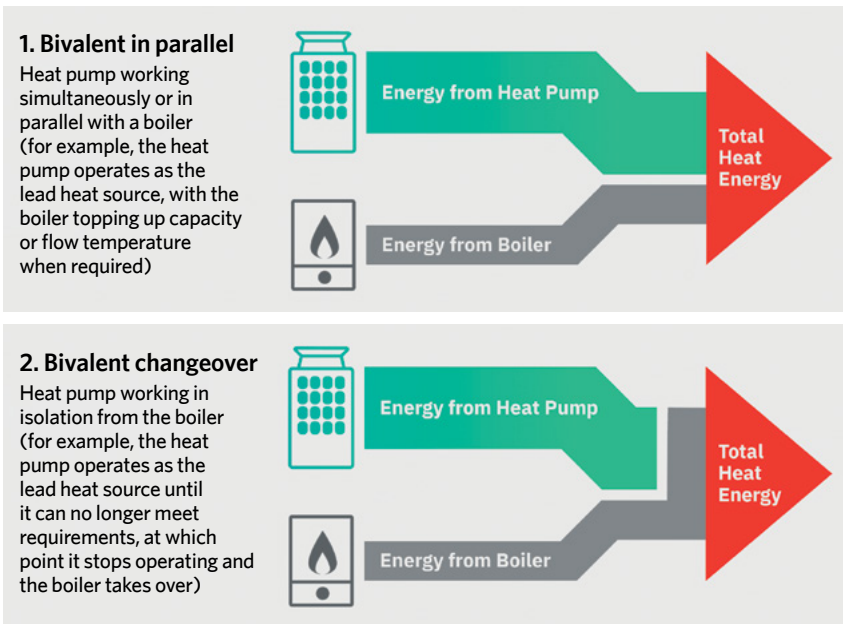 1. Bivalent in parallel
Heat pump working
simultaneously or in
parallel with a boiler
(for example, the heat
pump operates as the
lead heat source, with the
boiler topping up capacity
or flow temperature
when required)
Energy from Heat Pump
Energy from Boiler
Total
Heat
Energy
2. Bivalent changeover
Heat pump working in
isolation from the boiler
(for example, the heat
pump operates as the
lead heat source until
it can no longer meet
requirements, at which
point it stops operating and
the boiler takes over)
Energy from Heat Pump
Energy from Boiler
Total
Heat
Energy